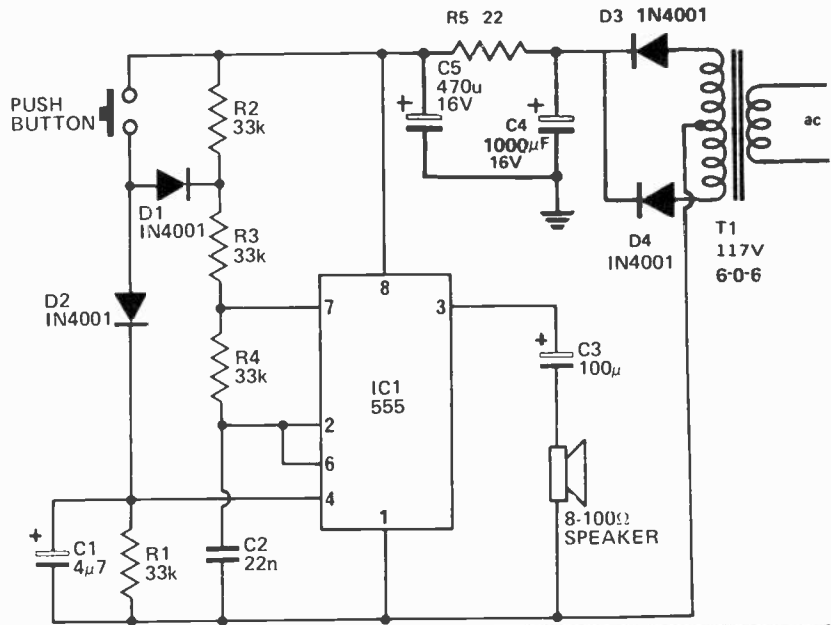 R5 22
D3 1N4001
C5
470u
16V
+
C4
1000µF
16V
+
ac
PUSH
BUTTON
R2
33k
D1
IN4001
R3
33k
D4
IN4001
T1
117V
6-0-6
D2
IN4001
7
8
3
R4
33k
+
C3
100µ
IC1
555
2
6
4
1
8-100Ω
SPEAKER
+
C1
4µ7
R1
33k
C2
22n